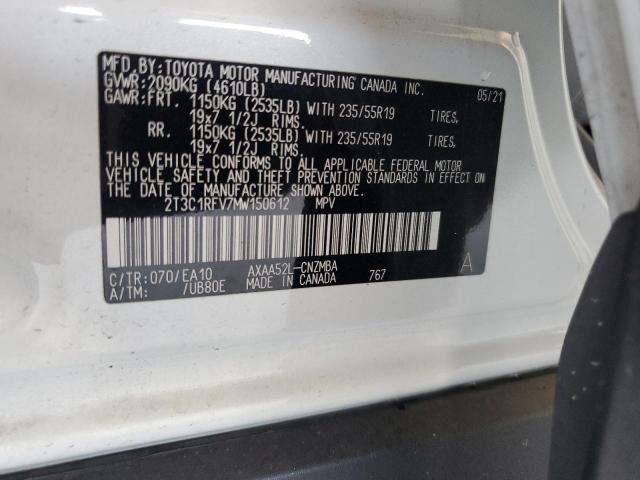 MFD. BY: TOYOTA MOTOR MANUFACTURING CANADA INC.
GVWR: 2090KG (4610LB) 05/21
GAWR: FRT. 1150KG (2535LB) WITH 235/55R19 TIRES.
19x7 1/2J RIMS.
RR. 1150KG (2535LB) WITH 235/55R19 TIRES.
19x7 1/2J RIMS.
THIS VEHICLE CONFORMS TO ALL APPLICABLE FEDERAL MOTOR
VEHICLE SAFETY AND THEFT PREVENTION STANDARDS IN EFFECT ON
THE DATE OF MANUFACTURE SHOWN ABOVE.
2T3C1RFV7MW150612 MPV
C/TR: 070/EA10 AXAA52L-CNZMBA A
A/TM: /UB80E MADE IN CANADA 767